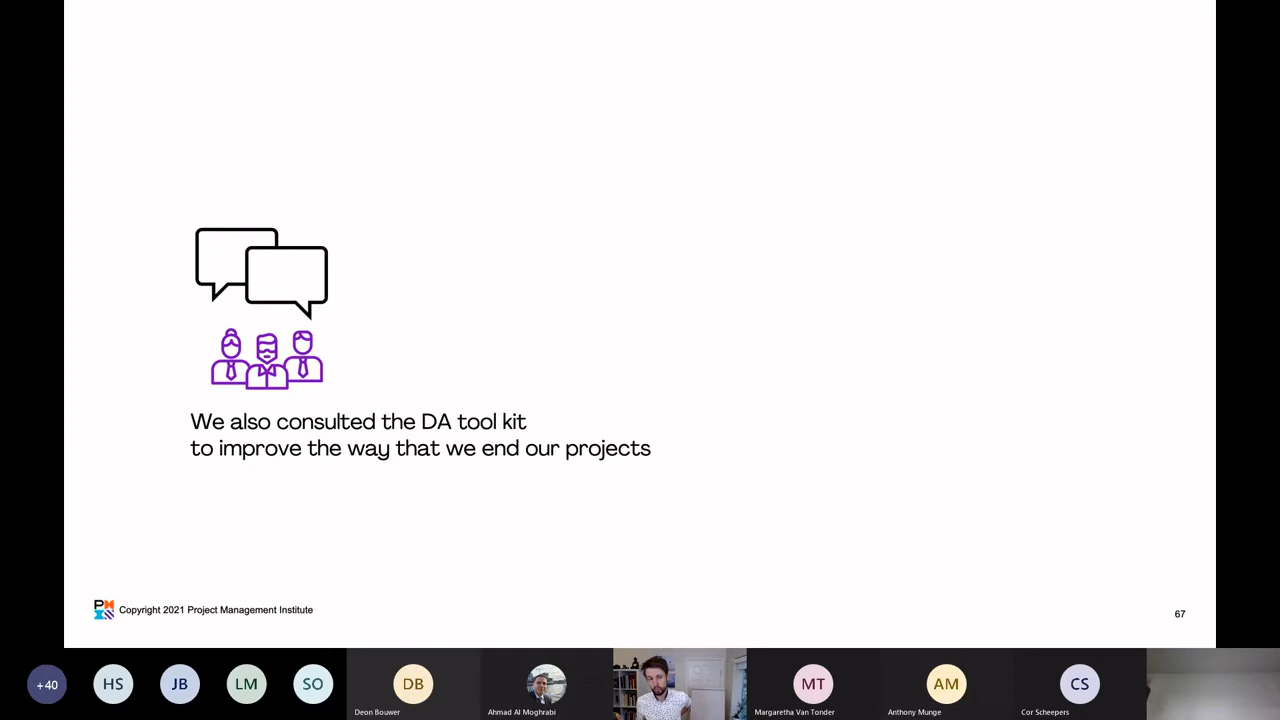 We also consulted the DA tool kit
to improve the way that we end our projects
Copyright 2021 Project Management Institute
67
+40
HS
JB
LM
SO
DB
Deon Bouwer
Ahmad Al Moghrabi
MT
Margaretha Van Tonder
AM
Anthony Munge
CS
Cor Scheepers